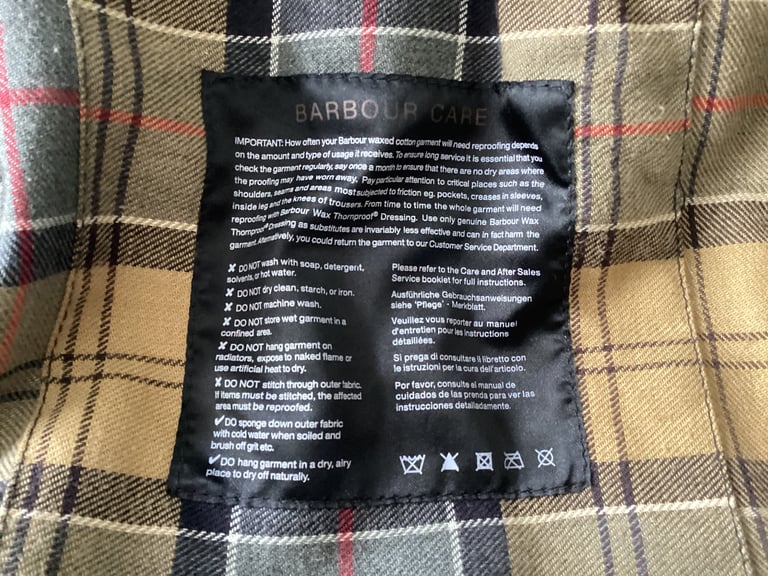 BARBOUR CARE
IMPORTANT: How often your Barbour waxed cotton garment will need reproofing depends
on the amount and type of usage it receives. To ensure long service it is essential that you
check the garment regularly, say once a month to ensure that there are no dry areas where
the proofing may have worn away. Pay particular attention to critical places such as the
shoulders, seams and areas most subjected to friction eg. pockets, creases in sleeves,
inside leg and the knees of trousers. From time to time the whole garment will need
reproofing with Barbour Wax Thornproof® Dressing. Use only genuine Barbour Wax
Thornproof® Dressing as substitutes are invariably less effective and can in fact harm the
garment. Alternatively, you could return the garment to our Customer Service Department.
✘ DO NOT wash with soap, detergent,
solvents, or hot water.
✘ DO NOT dry clean, starch, or iron.
✘ DO NOT machine wash.
✘ DO NOT store wet garment in a
confined area.
✘ DO NOT hang garment on
radiators, expose to naked flame or
use artificial heat to dry.
✘ DO NOT stitch through outer fabric.
If items must be stitched, the affected
area must be reproofed.
✔ DO sponge down outer fabric
with cold water when soiled and
brush off grit etc.
✔ DO hang garment in a dry, airy
place to dry off naturally.
Please refer to the Care and After Sales
Service booklet for full instructions.
Ausführliche Gebrauchsanweisungen
siehe 'Pflege' - Merkblatt.
Veuillez vous reporter au manuel
d'entretien pour les instructions
détaillées.
Si prega di consultare il libretto con
le istruzioni per la cura dell'articolo.
Por favor, consulte el manual de
cuidados de las prenda para ver las
instrucciones detalladamente.